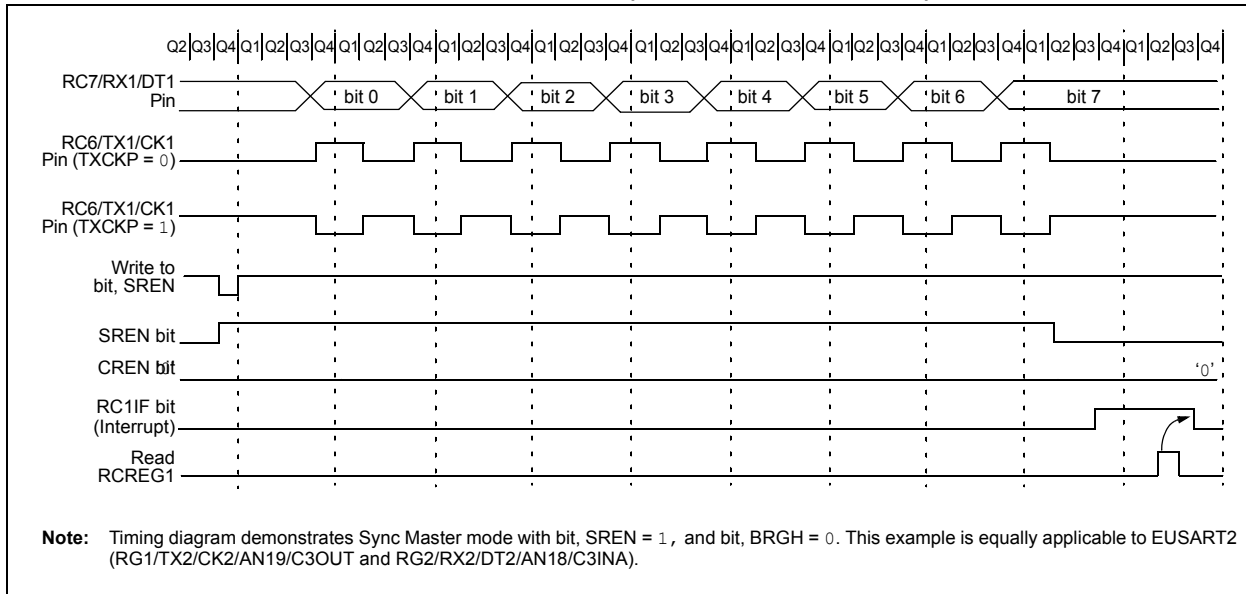 Q2 Q3 Q4 Q1 Q2 Q3 Q4 Q1 Q2 Q3 Q4 Q1 Q2 Q3 Q4 Q1 Q2 Q3 Q4 Q1 Q2 Q3 Q4 Q1 Q2 Q3 Q4 Q1 Q2 Q3 Q4 Q1 Q2 Q3 Q4 Q1 Q2 Q3 Q4 Q1 Q2 Q3 Q4
RC7/RX1/DT1
Pin
bit 0 bit 1 bit 2 bit 3 bit 4 bit 5 bit 6 bit 7
RC6/TX1/CK1
Pin (TXCKP = 0)
RC6/TX1/CK1
Pin (TXCKP = 1)
Write to
bit, SREN
SREN bit
CREN bit
‘0’
RC1IF bit
(Interrupt)
Read
RCREG1
Note: Timing diagram demonstrates Sync Master mode with bit, SREN = 1, and bit, BRGH = 0. This example is equally applicable to EUSART2
(RG1/TX2/CK2/AN19/C3OUT and RG2/RX2/DT2/AN18/C3INA).